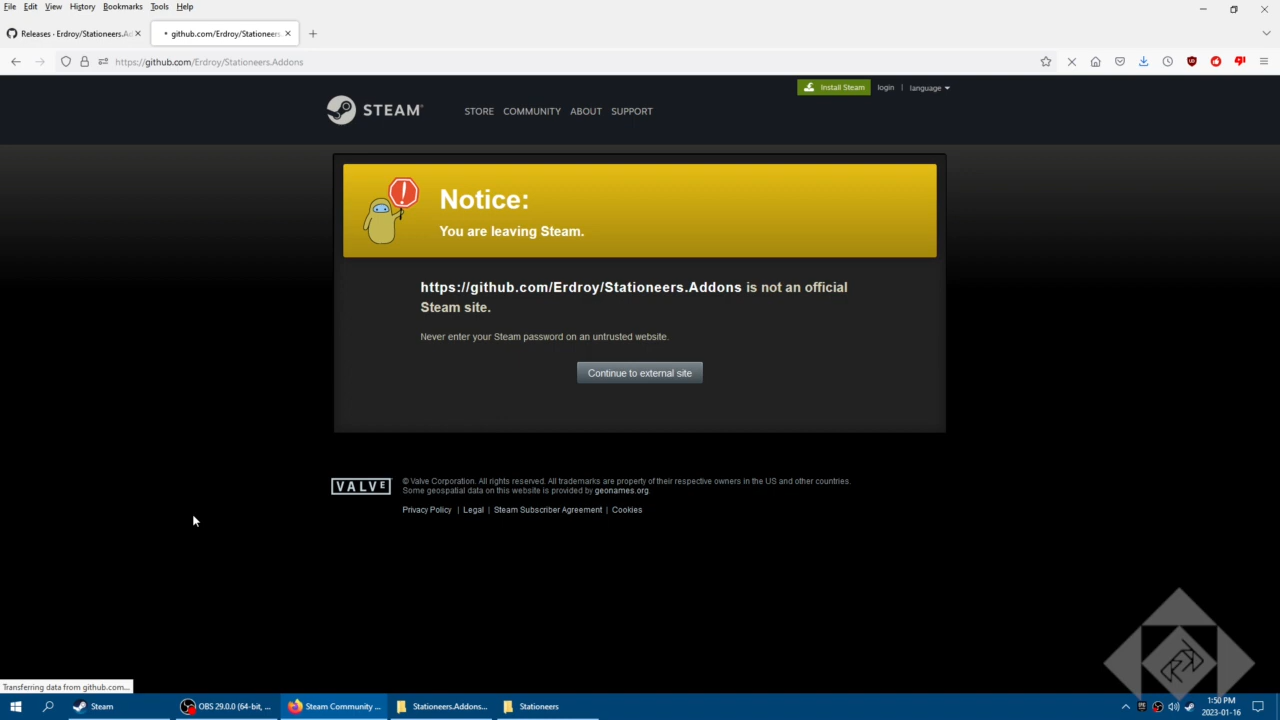 File Edit View History Bookmarks Tools Help
Releases · Erdroy/Stationeers.Ad
github.com/Erdroy/Stationeers.
https://github.com/Erdroy/Stationeers.Addons
Install Steam login | language
STEAM® STORE COMMUNITY ABOUT SUPPORT
!
Notice:
You are leaving Steam.
https://github.com/Erdroy/Stationeers.Addons is not an official
Steam site.
Never enter your Steam password on an untrusted website.
Continue to external site
VALVE
© Valve Corporation. All rights reserved. All trademarks are property of their respective owners in the US and other countries.
Some geospatial data on this website is provided by geonames.org.
Privacy Policy | Legal | Steam Subscriber Agreement | Cookies
Transferring data from github.com...
Steam
OBS 29.0.0 (64-bit, ...
Steam Community ...
Stationeers.Addons...
Stationeers
1:50 PM
2023-01-16